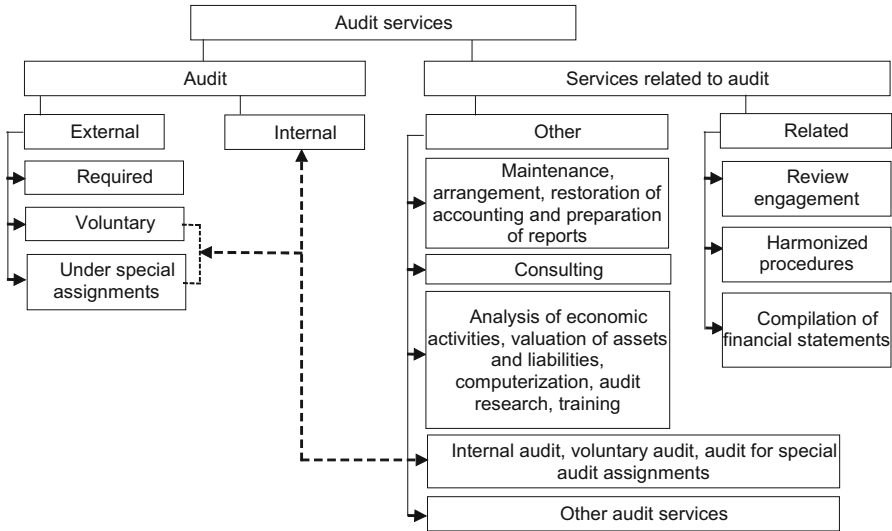 Audit services
Audit
Services related to audit
External
Internal
Other
Related
Required
Voluntary
Under special
assignments
Maintenance,
arrangement, restoration of
accounting and preparation
of reports
Consulting
Analysis of economic
activities, valuation of assets
and liabilities,
computerization, audit
research, training
Internal audit, voluntary audit, audit for special
audit assignments
Other audit services
Review
engagement
Harmonized
procedures
Compilation of
financial statements